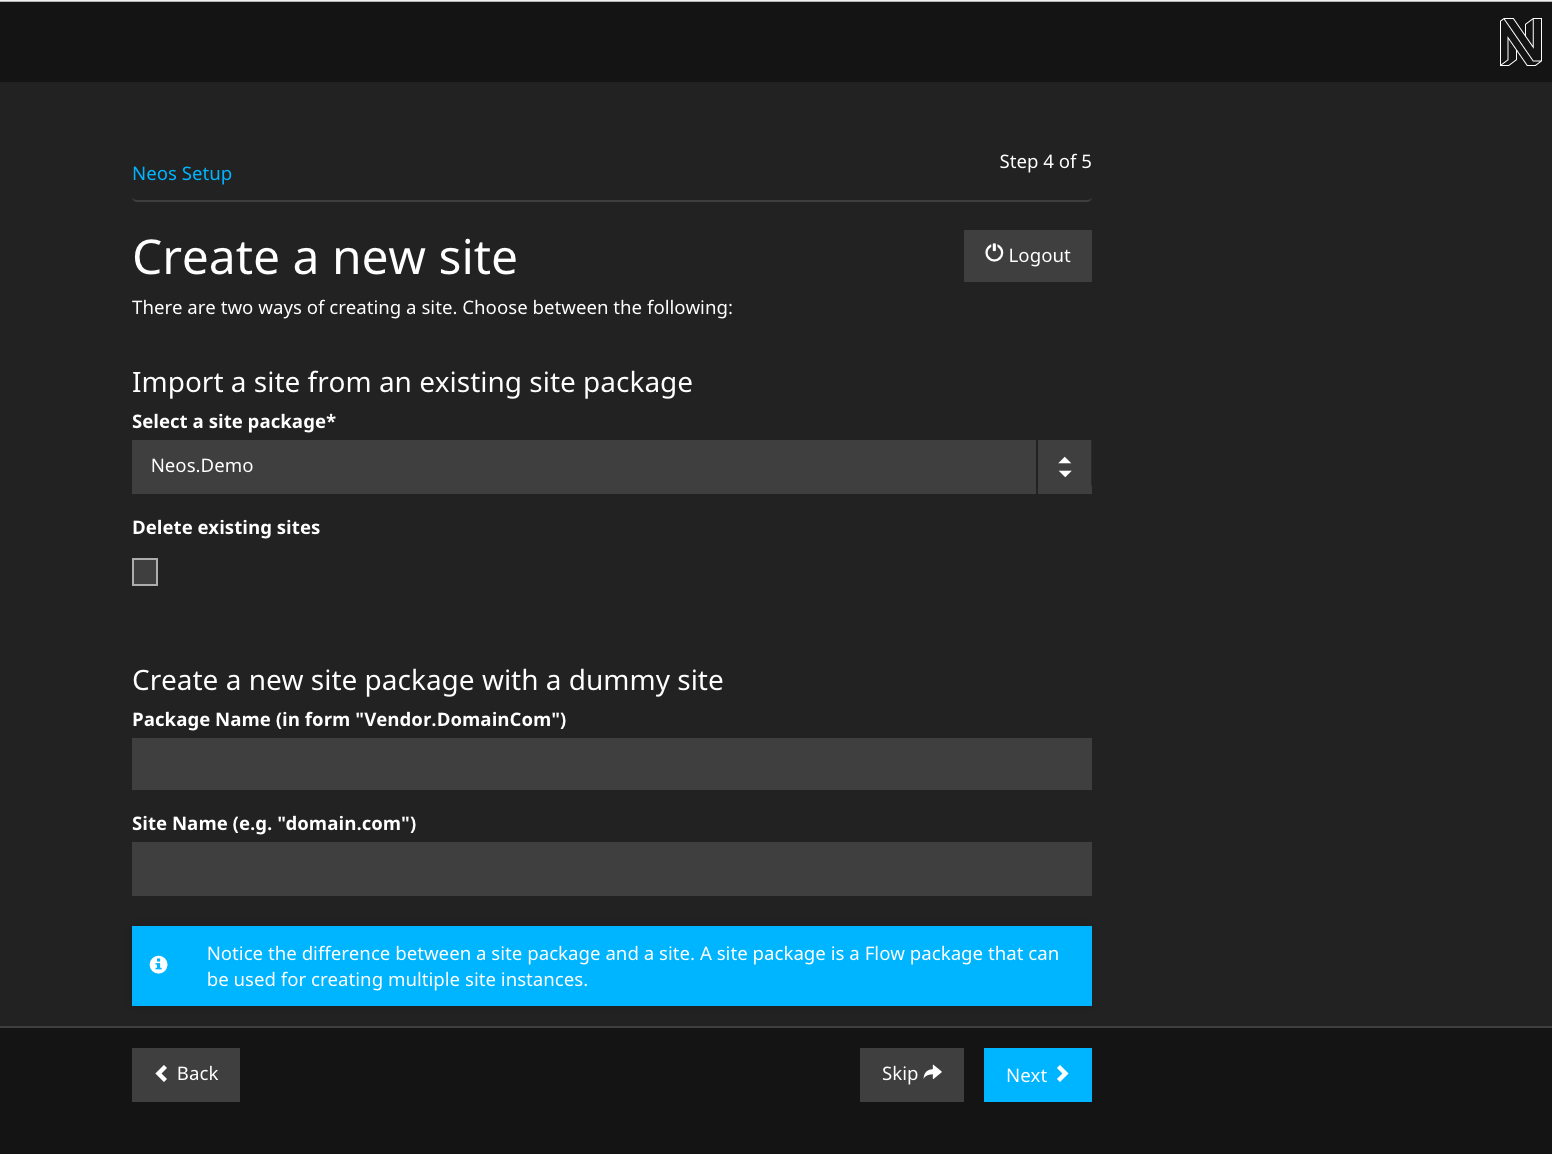 Neos Setup
Step 4 of 5
Create a new site
Logout
There are two ways of creating a site. Choose between the following:
Import a site from an existing site package
Select a site package*
Neos.Demo
Delete existing sites
Create a new site package with a dummy site
Package Name (in form "Vendor.DomainCom")
Site Name (e.g. "domain.com")
Notice the difference between a site package and a site. A site package is a Flow package that can
be used for creating multiple site instances.
Back
Skip
Next